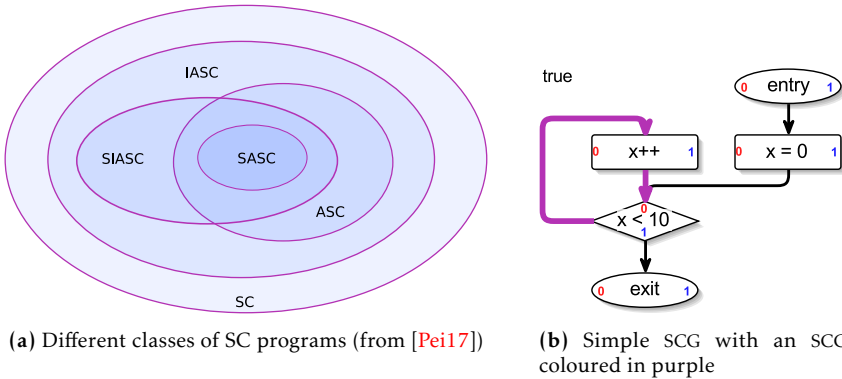 IASC
SIASC
SASC
ASC
SC
(a) Different classes of SC programs (from [Pei17])
true
0 entry 1
0 x++ 1
0 x = 0 1
0
x < 10
1
0 exit 1
(b) Simple SCG with an SCC
coloured in purple